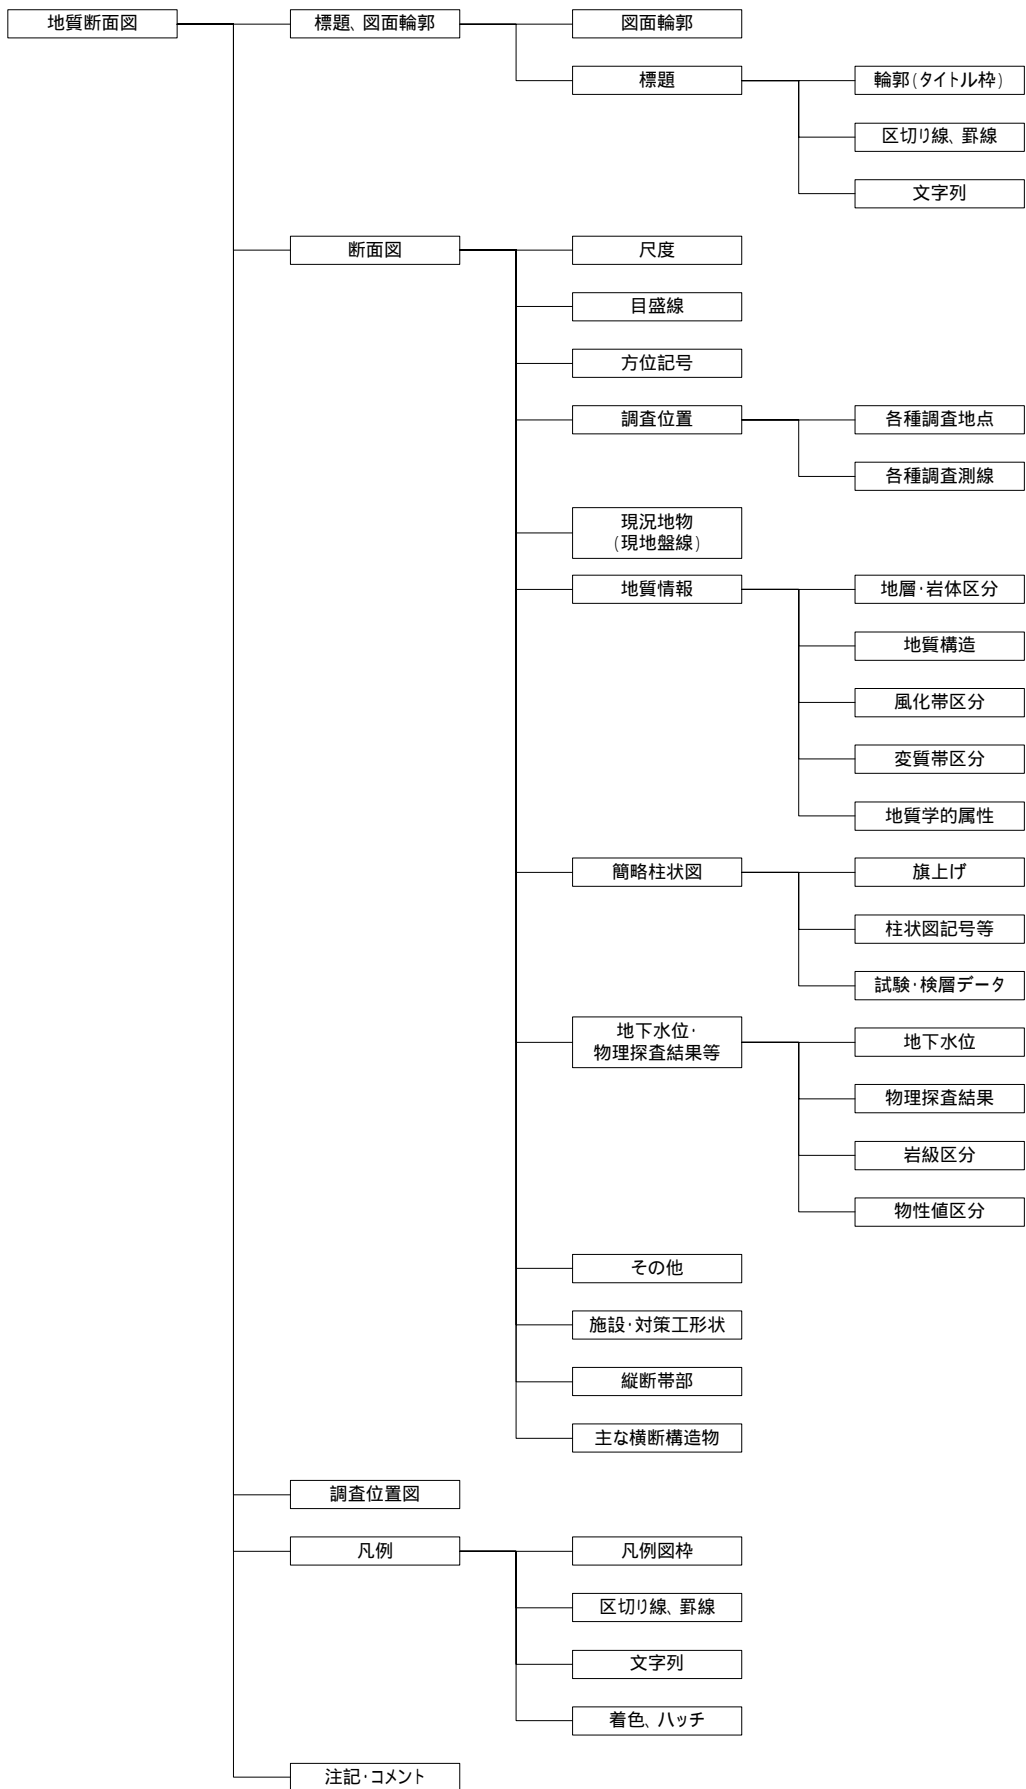 地質断面図
標題、図面輪郭
図面輪郭
標題
輪郭(タイトル枠)
区切り線、罫線
文字列
断面図
尺度
目盛線
方位記号
調査位置
各種調査地点
各種調査測線
現況地物
(現地盤線)
地質情報
地層・岩体区分
地質構造
風化帯区分
変質帯区分
地質学的属性
簡略柱状図
旗上げ
柱状図記号等
試験・検層データ
地下水位・
物理探査結果等
地下水位
物理探査結果
岩級区分
物性値区分
その他
施設・対策工形状
縦断帯部
主な横断構造物
調査位置図
凡例
凡例図枠
区切り線、罫線
文字列
着色、ハッチ
注記・コメント